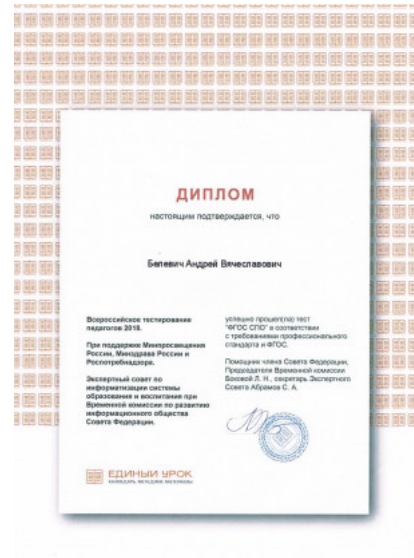 ДИПЛОМ
настоящим подтверждается, что
Белевич Андрей Вячеславович
Всероссийское тестирование
педагогов 2018.
При поддержке Минпросвещения
России, Минздрава России и
Роспотребнадзора.
Экспертный совет по
информатизации системы
образования и воспитания при
Временной комиссии по развитию
информационного общества
Совета Федерации.
успешно прошел(ла) тест
"ФГОС СПО" в соответствии
с требованиями профессионального
стандарта и ФГОС.
Помощник члена Совета Федерации,
Председателя Временной комиссии
Боковой Л. Н., секретарь Экспертного
Совета Абрамов С. А.
ЕДИНЫЙ УРОК
КАЛЕНДАРЬ, МЕТОДИКИ, МАТЕРИАЛЫ